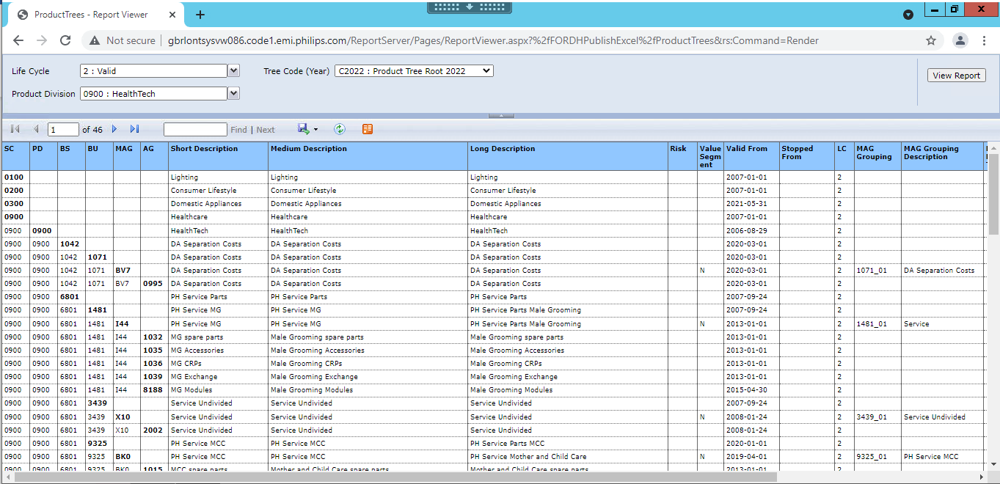 ProductTrees - Report Viewer
Not secure gbrlontsysvw086.code1.emi.philips.com/ReportServer/Pages/ReportViewer.aspx?%2fFORDHPublishExcel%2fProductTrees&rs:Command=Render
Life Cycle 2 : Valid Tree Code (Year) C2022 : Product Tree Root 2022 View Report
Product Division 0900 : HealthTech
1 of 46 Find | Next
SC PD BS BU MAG AG Short Description Medium Description Long Description Risk Value Segment Valid From Stopped From LC MAG Grouping MAG Grouping Description
0100 Lighting Lighting Lighting 2007-01-01 2
0200 Consumer Lifestyle Consumer Lifestyle Consumer Lifestyle 2007-01-01 2
0300 Domestic Appliances Domestic Appliances Domestic Appliances 2021-05-31 2
0900 Healthcare Healthcare Healthcare 2007-01-01 2
0900 0900 HealthTech HealthTech HealthTech 2006-08-29 2
0900 0900 1042 DA Separation Costs DA Separation Costs DA Separation Costs 2020-03-01 2
0900 0900 1042 1071 DA Separation Costs DA Separation Costs DA Separation Costs 2020-03-01 2
0900 0900 1042 1071 BV7 DA Separation Costs DA Separation Costs DA Separation Costs N 2020-03-01 2 1071_01 DA Separation Costs
0900 0900 1042 1071 BV7 0995 DA Separation Costs DA Separation Costs DA Separation Costs 2020-03-01 2
0900 0900 6801 PH Service Parts PH Service Parts PH Service Parts 2007-09-24 2
0900 0900 6801 1481 PH Service MG PH Service MG PH Service Parts Male Grooming 2007-09-24 2
0900 0900 6801 1481 I44 PH Service MG PH Service MG PH Service Parts Male Grooming N 2013-01-01 2 1481_01 Service
0900 0900 6801 1481 I44 1032 MG spare parts Male Grooming spare parts Male Grooming spare parts 2013-01-01 2
0900 0900 6801 1481 I44 1035 MG Accessories Male Grooming Accessories Male Grooming Accessories 2013-01-01 2
0900 0900 6801 1481 I44 1036 MG CRPs Male Grooming CRPs Male Grooming CRPs 2013-01-01 2
0900 0900 6801 1481 I44 1039 MG Exchange Male Grooming Exchange Male Grooming Exchange 2013-01-01 2
0900 0900 6801 1481 I44 8188 MG Modules Male Grooming Modules Male Grooming Modules 2015-04-30 2
0900 0900 6801 3439 Service Undivided Service Undivided Service Undivided 2007-09-24 2
0900 0900 6801 3439 X10 Service Undivided Service Undivided Service Undivided N 2008-01-24 2 3439_01 Service Undivided
0900 0900 6801 3439 X10 2002 Service Undivided Service Undivided Service Undivided 2008-01-24 2
0900 0900 6801 9325 PH Service MCC PH Service MCC PH Service Parts MCC 2020-01-01 2
0900 0900 6801 9325 BK0 PH Service MCC PH Service MCC PH Service Mother and Child Care N 2019-04-01 2 9325_01 PH Service MCC
0900 0900 6801 9325 BK0 1015 MCC spare parts Mother and Child Care spare parts Mother and Child Care spare parts 2013-01-01 2